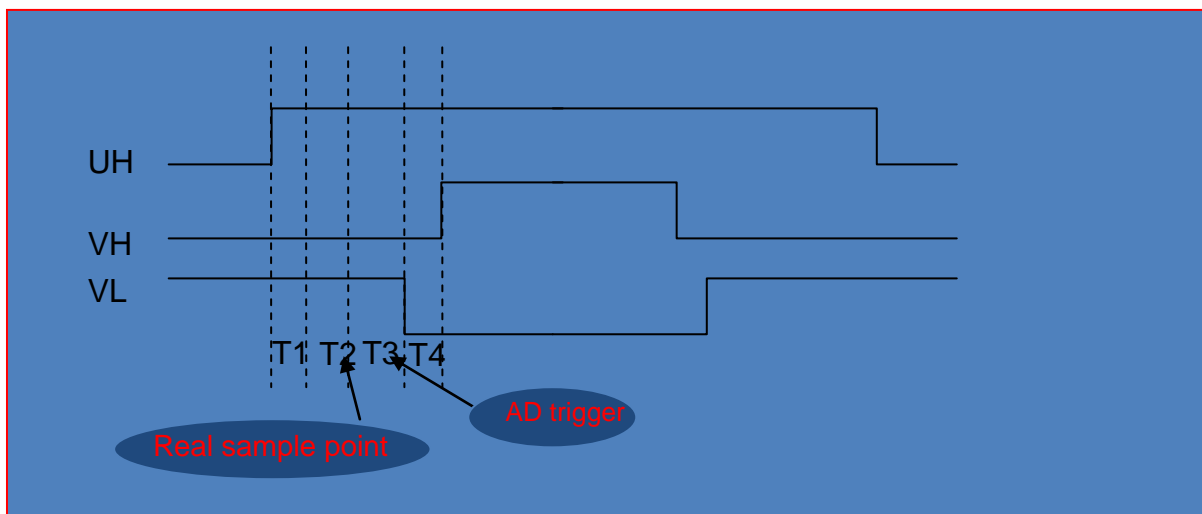 UH
VH
VL
T1 T2 T3 T4
AD trigger
Real sample point